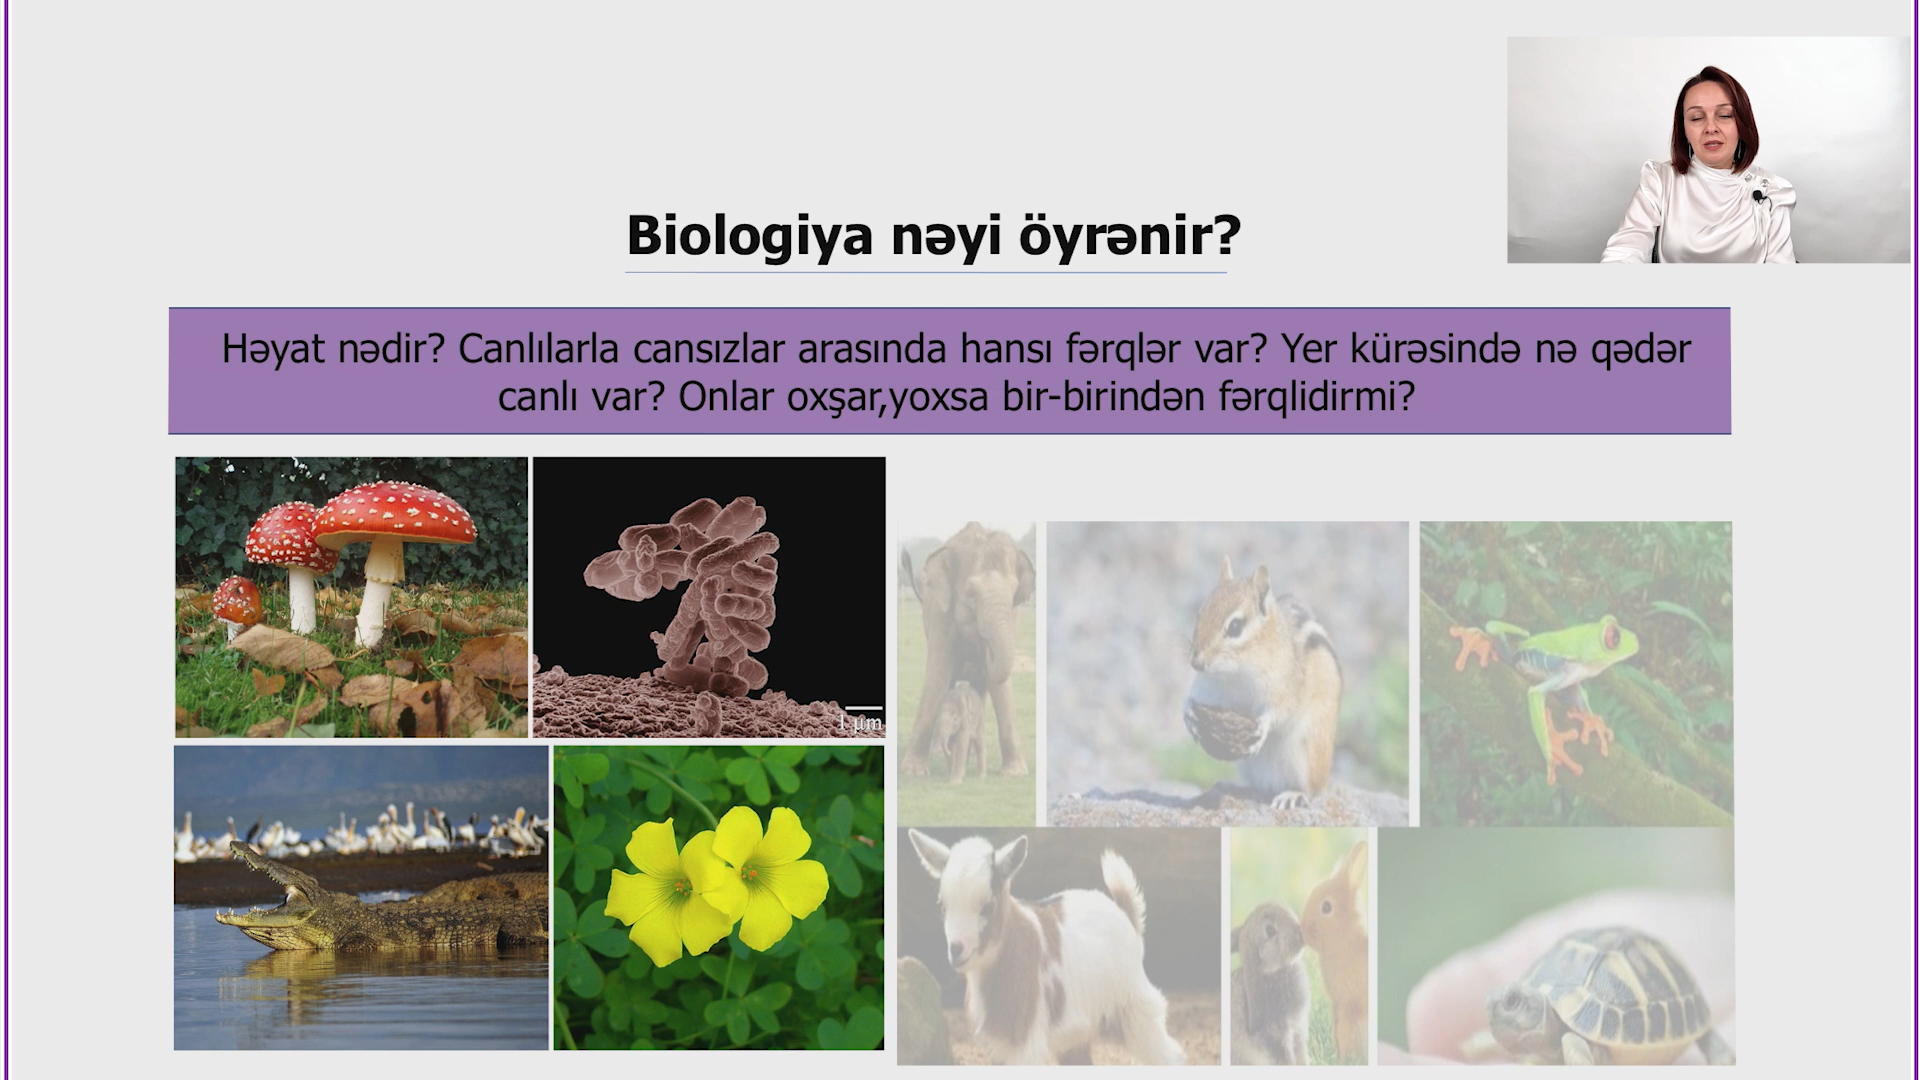 Biologiya nəyi öyrənir?
Həyat nədir? Canlılarla cansızlar arasında hansı fərqlər var? Yer kürəsində nə qədər
canlı var? Onlar oxşar,yoxsa bir-birindən fərqlidirmi?
1 µm